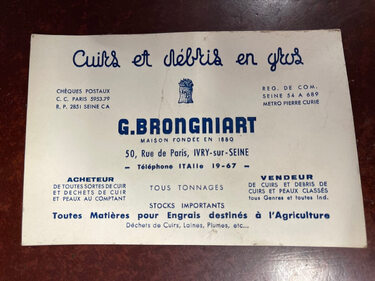 Cuirs et débris en gros
CHÈQUES POSTAUX
C. C. PARIS 5953.79
R. P. 2851 SEINE CA
REG. DE COM.
SEINE 54 A 689
METRO PIERRE CURIE
G. BRONGNIART
MAISON FONDÉE EN 1880
50, Rue de Paris, IVRY-sur-SEINE
— Téléphone ITAlie 19-67 —
ACHETEUR
DE TOUTES SORTES DE CUIR
ET DECHETS DE CUIR
ET PEAUX AU COMPTANT
TOUS TONNAGES
VENDEUR
DE CUIRS ET DEBRIS DE
CUIRS ET PEAUX CLASSÉS
tous Genres et toutes Ind.
STOCKS IMPORTANTS
Toutes Matières pour Engrais destinés à l'Agriculture
Déchets de Cuirs, Laines, Plumes, etc...